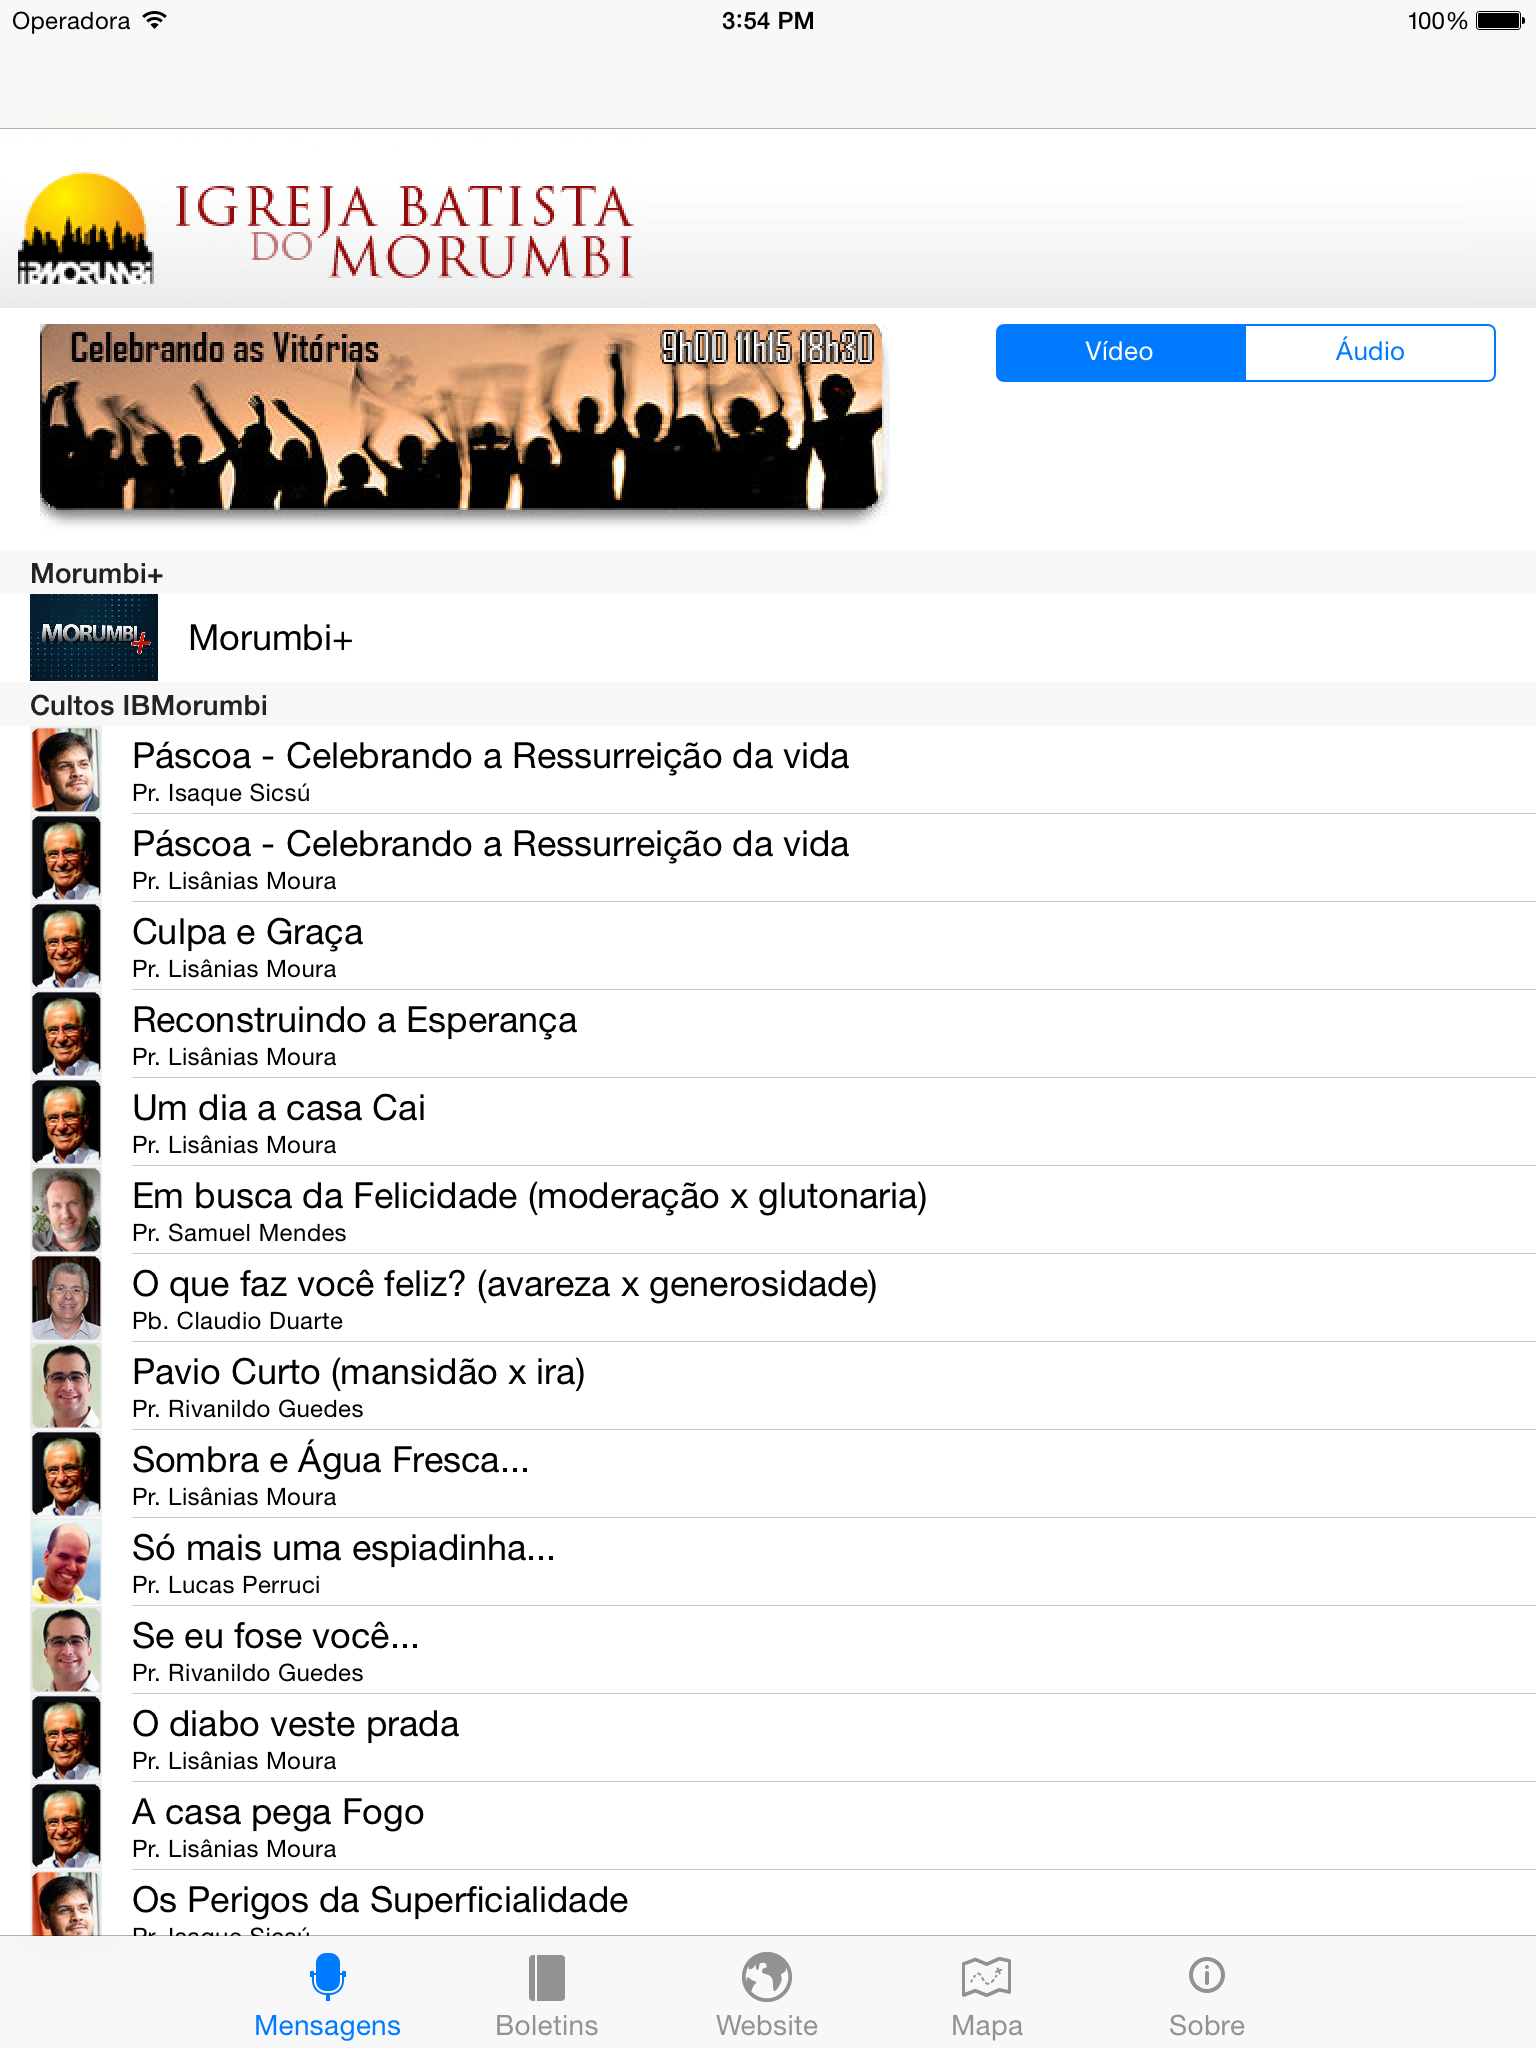 Operadora
3:54 PM
100%
IBMORUMBI
IGREJA BATISTA
DO MORUMBI
Celebrando as Vitórias
9h00 11h15 18h30
Vídeo
Áudio
Morumbi+
MORUMBI+
Morumbi+
Cultos IBMorumbi
Páscoa - Celebrando a Ressurreição da vida
Pr. Isaque Sicsú
Páscoa - Celebrando a Ressurreição da vida
Pr. Lisânias Moura
Culpa e Graça
Pr. Lisânias Moura
Reconstruindo a Esperança
Pr. Lisânias Moura
Um dia a casa Cai
Pr. Lisânias Moura
Em busca da Felicidade (moderação x glutonaria)
Pr. Samuel Mendes
O que faz você feliz? (avareza x generosidade)
Pb. Claudio Duarte
Pavio Curto (mansidão x ira)
Pr. Rivanildo Guedes
Sombra e Água Fresca...
Pr. Lisânias Moura
Só mais uma espiadinha...
Pr. Lucas Perruci
Se eu fose você...
Pr. Rivanildo Guedes
O diabo veste prada
Pr. Lisânias Moura
A casa pega Fogo
Pr. Lisânias Moura
Os Perigos da Superficialidade
Pr. Isaque Sicsú
Mensagens
Boletins
Website
Mapa
Sobre